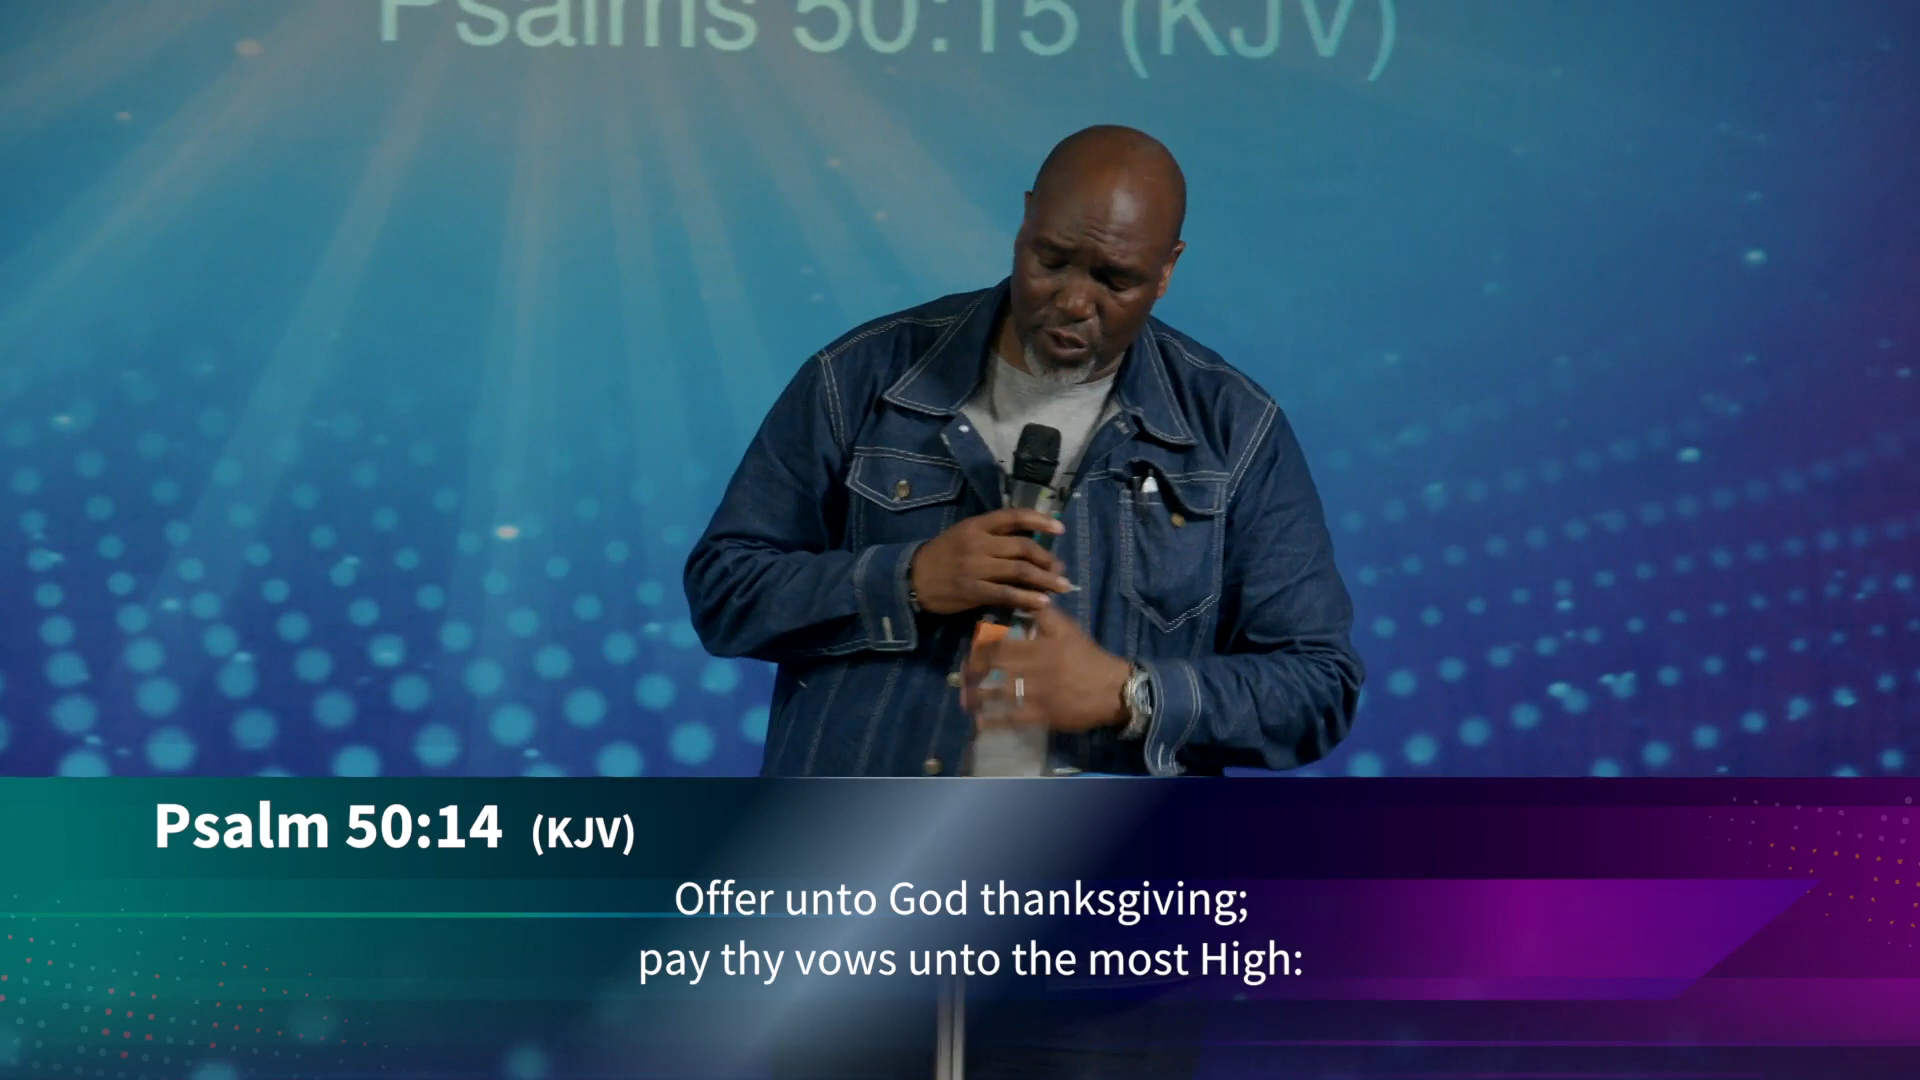 Psalms 50:15 (KJV)
Psalm 50:14 (KJV)
Offer unto God thanksgiving;
pay thy vows unto the most High: